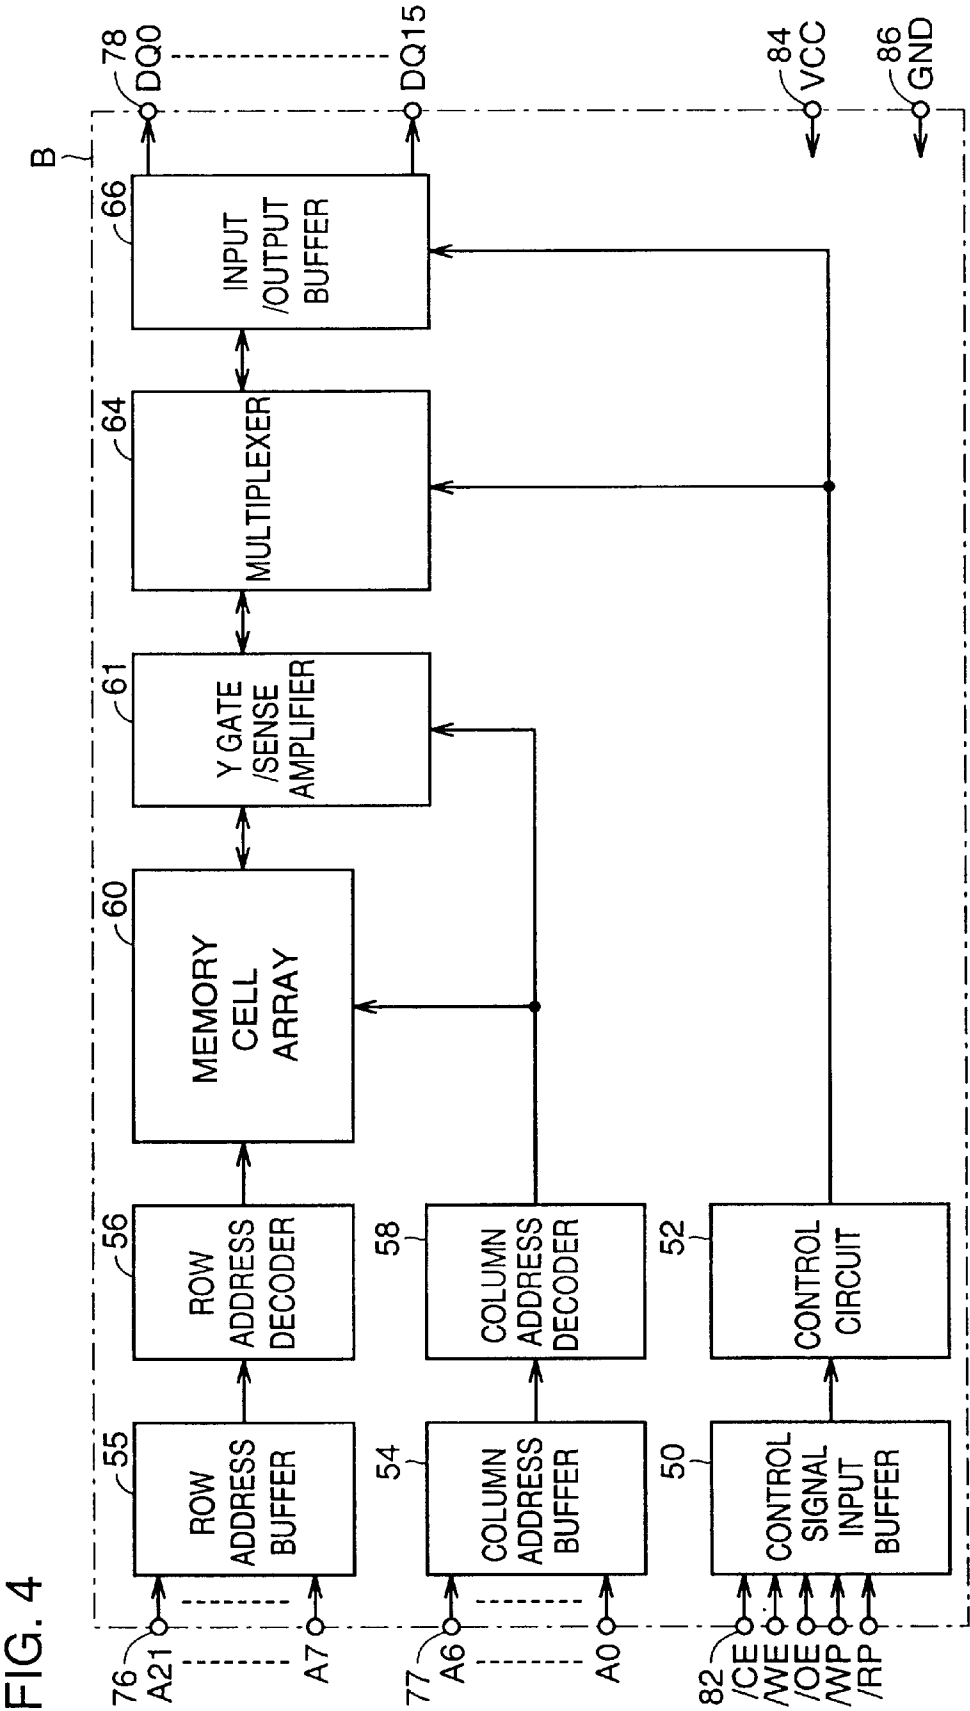 FIG. 4
B
76
A21
A7
55
ROW
ADDRESS
BUFFER
56
ROW
ADDRESS
DECODER
60
MEMORY
CELL
ARRAY
61
Y GATE
/SENSE
AMPLIFIER
64
MULTIPLEXER
66
INPUT
/OUTPUT
BUFFER
78
DQ0
DQ15
77
A6
A0
54
COLUMN
ADDRESS
BUFFER
58
COLUMN
ADDRESS
DECODER
82
/CE
/WE
/OE
/WP
/RP
50
CONTROL
SIGNAL
INPUT
BUFFER
52
CONTROL
CIRCUIT
84
VCC
86
GND